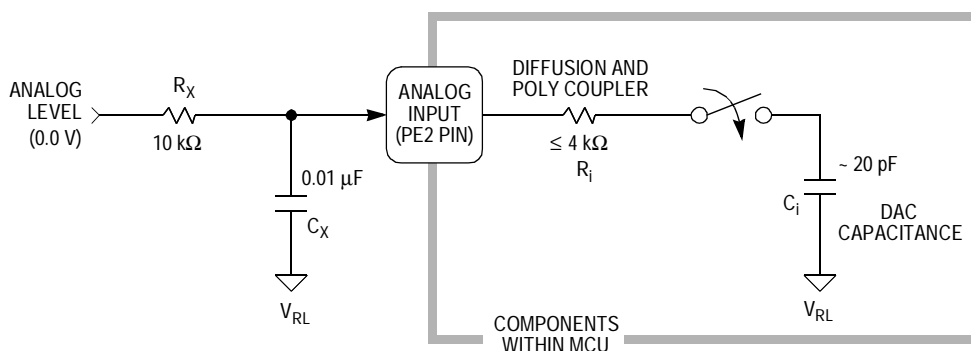 ANALOG
LEVEL
(0.0 V)
R_X
10 kΩ
0.01 µF
C_X
V_RL
ANALOG
INPUT
(PE2 PIN)
DIFFUSION AND
POLY COUPLER
≤ 4 kΩ
R_i
~ 20 pF
C_i
DAC
CAPACITANCE
V_RL
COMPONENTS
WITHIN MCU